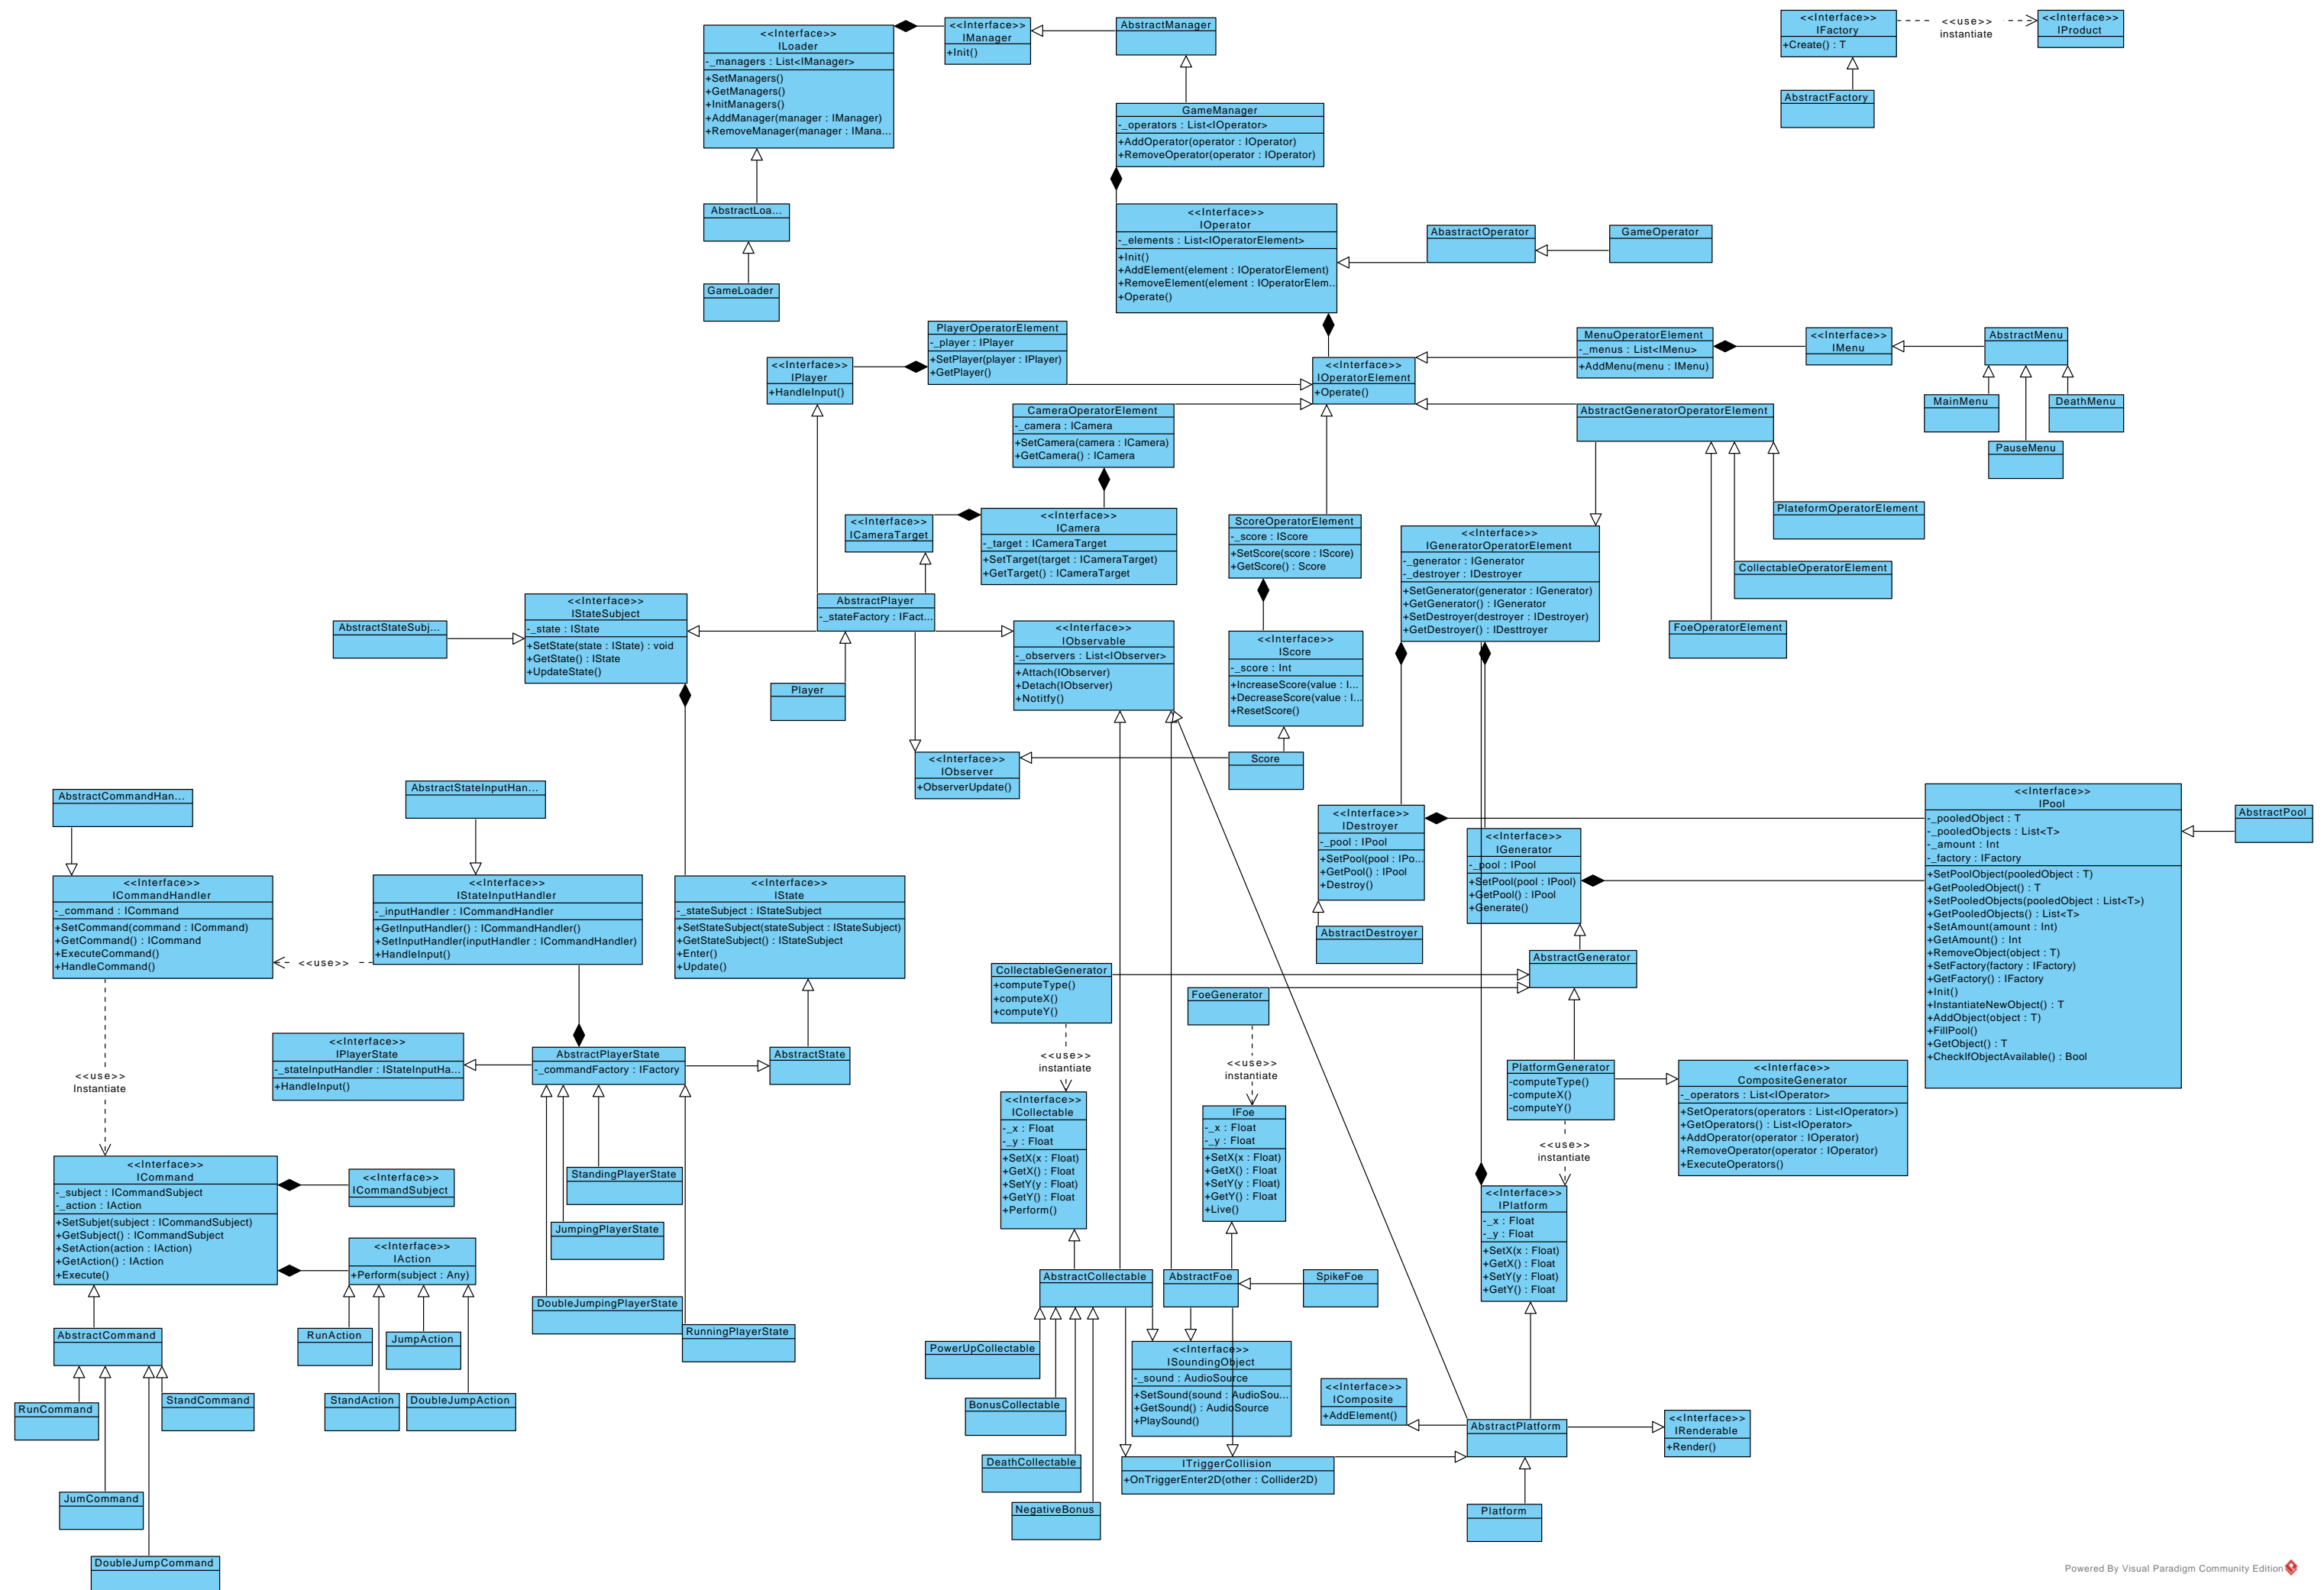 <<Interface>>
ILoader
-_managers : List<IManager>
+SetManagers()
+GetManagers()
+InitManagers()
+AddManager(manager : IManager)
+RemoveManager(manager : IMana...
<<Interface>>
IManager
+Init()
AbstractManager
<<Interface>>
IFactory
+Create() : T
<<use>>
instantiate
<<Interface>>
IProduct
AbstractFactory
GameManager
-_operators : List<IOperator>
+AddOperator(operator : IOperator)
+RemoveOperator(operator : IOperator)
AbstractLoa...
GameLoader
<<Interface>>
IOperator
-_elements : List<IOperatorElement>
+Init()
+AddElement(element : IOperatorElement)
+RemoveElement(element : IOperatorElem...
+Operate()
AbastractOperator
GameOperator
PlayerOperatorElement
-_player : IPlayer
+SetPlayer(player : IPlayer)
+GetPlayer()
<<Interface>>
IPlayer
+HandleInput()
<<Interface>>
IOperatorElement
+Operate()
MenuOperatorElement
-_menus : List<IMenu>
+AddMenu(menu : IMenu)
<<Interface>>
IMenu
AbstractMenu
MainMenu
DeathMenu
PauseMenu
CameraOperatorElement
-_camera : ICamera
+SetCamera(camera : ICamera)
+GetCamera() : ICamera
AbstractGeneratorOperatorElement
PlateformOperatorElement
CollectableOperatorElement
FoeOperatorElement
<<Interface>>
ICameraTarget
<<Interface>>
ICamera
-_target : ICameraTarget
+SetTarget(target : ICameraTarget)
+GetTarget() : ICameraTarget
ScoreOperatorElement
-_score : IScore
+SetScore(score : IScore)
+GetScore() : Score
<<Interface>>
IGeneratorOperatorElement
-_generator : IGenerator
-_destroyer : IDestroyer
+SetGenerator(generator : IGenerator)
+GetGenerator() : IGenerator
+SetDestroyer(destroyer : IDestroyer)
+GetDestroyer() : IDesttroyer
AbstractStateSubj...
<<Interface>>
IStateSubject
-_state : IState
+SetState(state : IState) : void
+GetState() : IState
+UpdateState()
AbstractPlayer
-_stateFactory : IFact...
Player
<<Interface>>
IObservable
-_observers : List<IObserver>
+Attach(IObserver)
+Detach(IObserver)
+Notitfy()
<<Interface>>
IScore
-_score : Int
+IncreaseScore(value : I...
+DecreaseScore(value : I...
+ResetScore()
<<Interface>>
IObserver
+ObserverUpdate()
Score
AbstractCommandHan...
AbstractStateInputHan...
<<Interface>>
ICommandHandler
-_command : ICommand
+SetCommand(command : ICommand)
+GetCommand() : ICommand
+ExecuteCommand()
+HandleCommand()
<<use>>
<<Interface>>
IStateInputHandler
-_inputHandler : ICommandHandler
+GetInputHandler() : ICommandHandler()
+SetInputHandler(inputHandler : ICommandHandler)
+HandleInput()
<<Interface>>
IState
-_stateSubject : IStateSubject
+SetStateSubject(stateSubject : IStateSubject)
+GetStateSubject() : IStateSubject
+Enter()
+Update()
<<Interface>>
IDestroyer
-_pool : IPool
+SetPool(pool : IPo...
+GetPool() : IPool
+Destroy()
AbstractDestroyer
<<Interface>>
IGenerator
-_pool : IPool
+SetPool(pool : IPool)
+GetPool() : IPool
+Generate()
AbstractGenerator
<<Interface>>
IPool
-_pooledObject : T
-_pooledObjects : List<T>
-_amount : Int
-_factory : IFactory
+SetPoolObject(pooledObject : T)
+GetPooledObject() : T
+SetPooledObjects(pooledObject : List<T>)
+GetPooledObjects() : List<T>
+SetAmount(amount : Int)
+GetAmount() : Int
+RemoveObject(object : T)
+SetFactory(factory : IFactory)
+GetFactory() : IFactory
+Init()
+InstantiateNewObject() : T
+AddObject(object : T)
+FillPool()
+GetObject() : T
+CheckIfObjectAvailable() : Bool
AbstractPool
CollectableGenerator
+computeType()
+computeX()
+computeY()
FoeGenerator
<<use>>
instantiate
<<use>>
instantiate
PlatformGenerator
-computeType()
-computeX()
-computeY()
<<Interface>>
CompositeGenerator
-_operators : List<IOperator>
+SetOperators(operators : List<IOperator>)
+GetOperators() : List<IOperator>
+AddOperator(operator : IOperator)
+RemoveOperator(operator : IOperator)
+ExecuteOperators()
<<use>>
instantiate
<<use>>
Instantiate
<<Interface>>
IPlayerState
-_stateInputHandler : IStateInputHa...
+HandleInput()
AbstractPlayerState
-_commandFactory : IFactory
AbstractState
StandingPlayerState
JumpingPlayerState
DoubleJumpingPlayerState
RunningPlayerState
<<Interface>>
ICollectable
-_x : Float
-_y : Float
+SetX(x : Float)
+GetX() : Float
+SetY(y : Float)
+GetY() : Float
+Perform()
IFoe
-_x : Float
-_y : Float
+SetX(x : Float)
+GetX() : Float
+SetY(y : Float)
+GetY() : Float
+Live()
<<Interface>>
IPlatform
-_x : Float
-_y : Float
+SetX(x : Float)
+GetX() : Float
+SetY(y : Float)
+GetY() : Float
<<Interface>>
ICommand
-_subject : ICommandSubject
-_action : IAction
+SetSubjet(subject : ICommandSubject)
+GetSubject() : ICommandSubject
+SetAction(action : IAction)
+GetAction() : IAction
+Execute()
<<Interface>>
ICommandSubject
<<Interface>>
IAction
+Perform(subject : Any)
AbstractCommand
RunAction
JumpAction
StandAction
DoubleJumpAction
RunCommand
StandCommand
JumCommand
DoubleJumpCommand
AbstractCollectable
AbstractFoe
SpikeFoe
PowerUpCollectable
BonusCollectable
DeathCollectable
NegativeBonus
<<Interface>>
ISoundingObject
-_sound : AudioSource
+SetSound(sound : AudioSou...
+GetSound() : AudioSource
+PlaySound()
ITriggerCollision
+OnTriggerEnter2D(other : Collider2D)
<<Interface>>
IComposite
+AddElement()
AbstractPlatform
<<Interface>>
IRenderable
+Render()
Platform
Powered By Visual Paradigm Community Edition